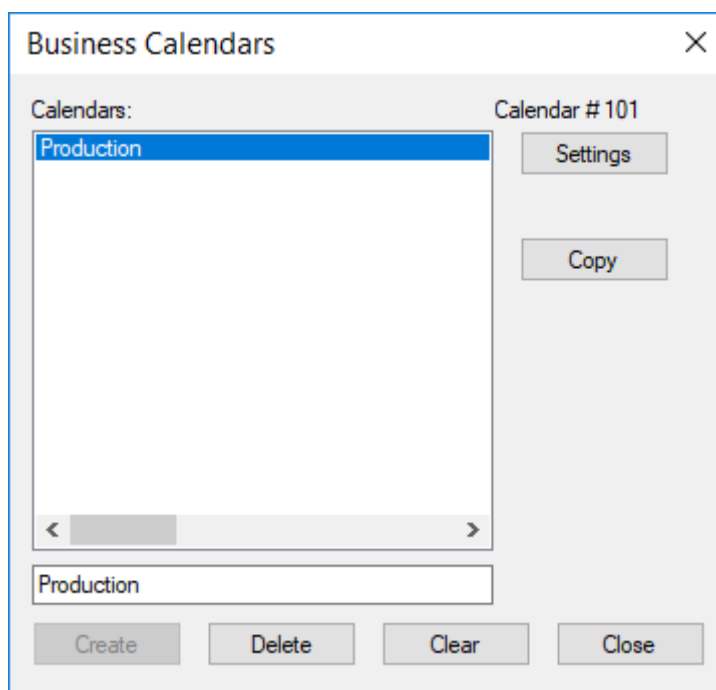 Business Calendars
Calendars:
Calendar # 101
Production
Settings
Copy
Production
Create
Delete
Clear
Close